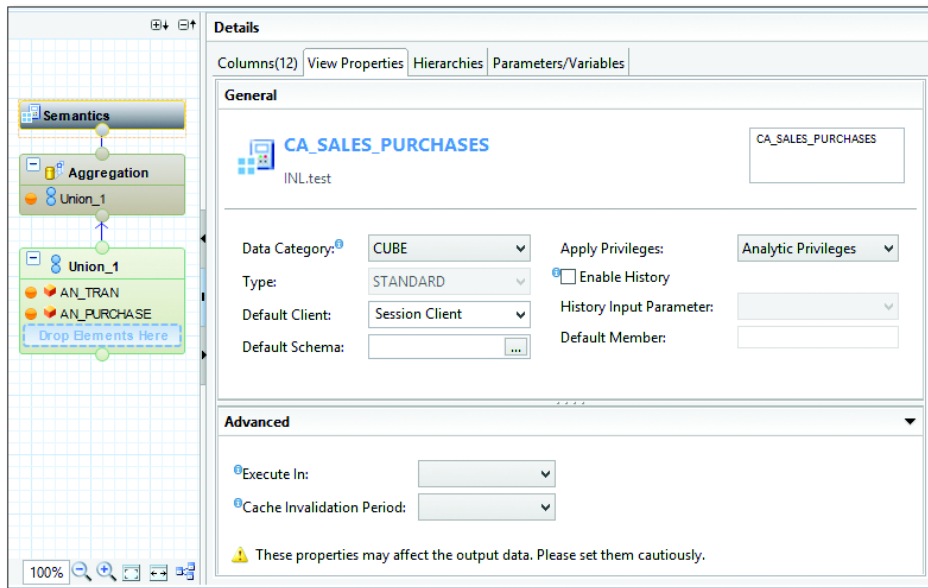 Semantics
Aggregation
Union_1
Union_1
AN_TRAN
AN_PURCHASE
Drop Elements Here
100%
Details
Columns(12) View Properties Hierarchies Parameters/Variables
General
CA_SALES_PURCHASES
INL.test
CA_SALES_PURCHASES
Data Category: CUBE Apply Privileges: Analytic Privileges
Type: STANDARD Enable History
Default Client: Session Client History Input Parameter:
Default Schema: ... Default Member:
Advanced
Execute In:
Cache Invalidation Period:
These properties may affect the output data. Please set them cautiously.